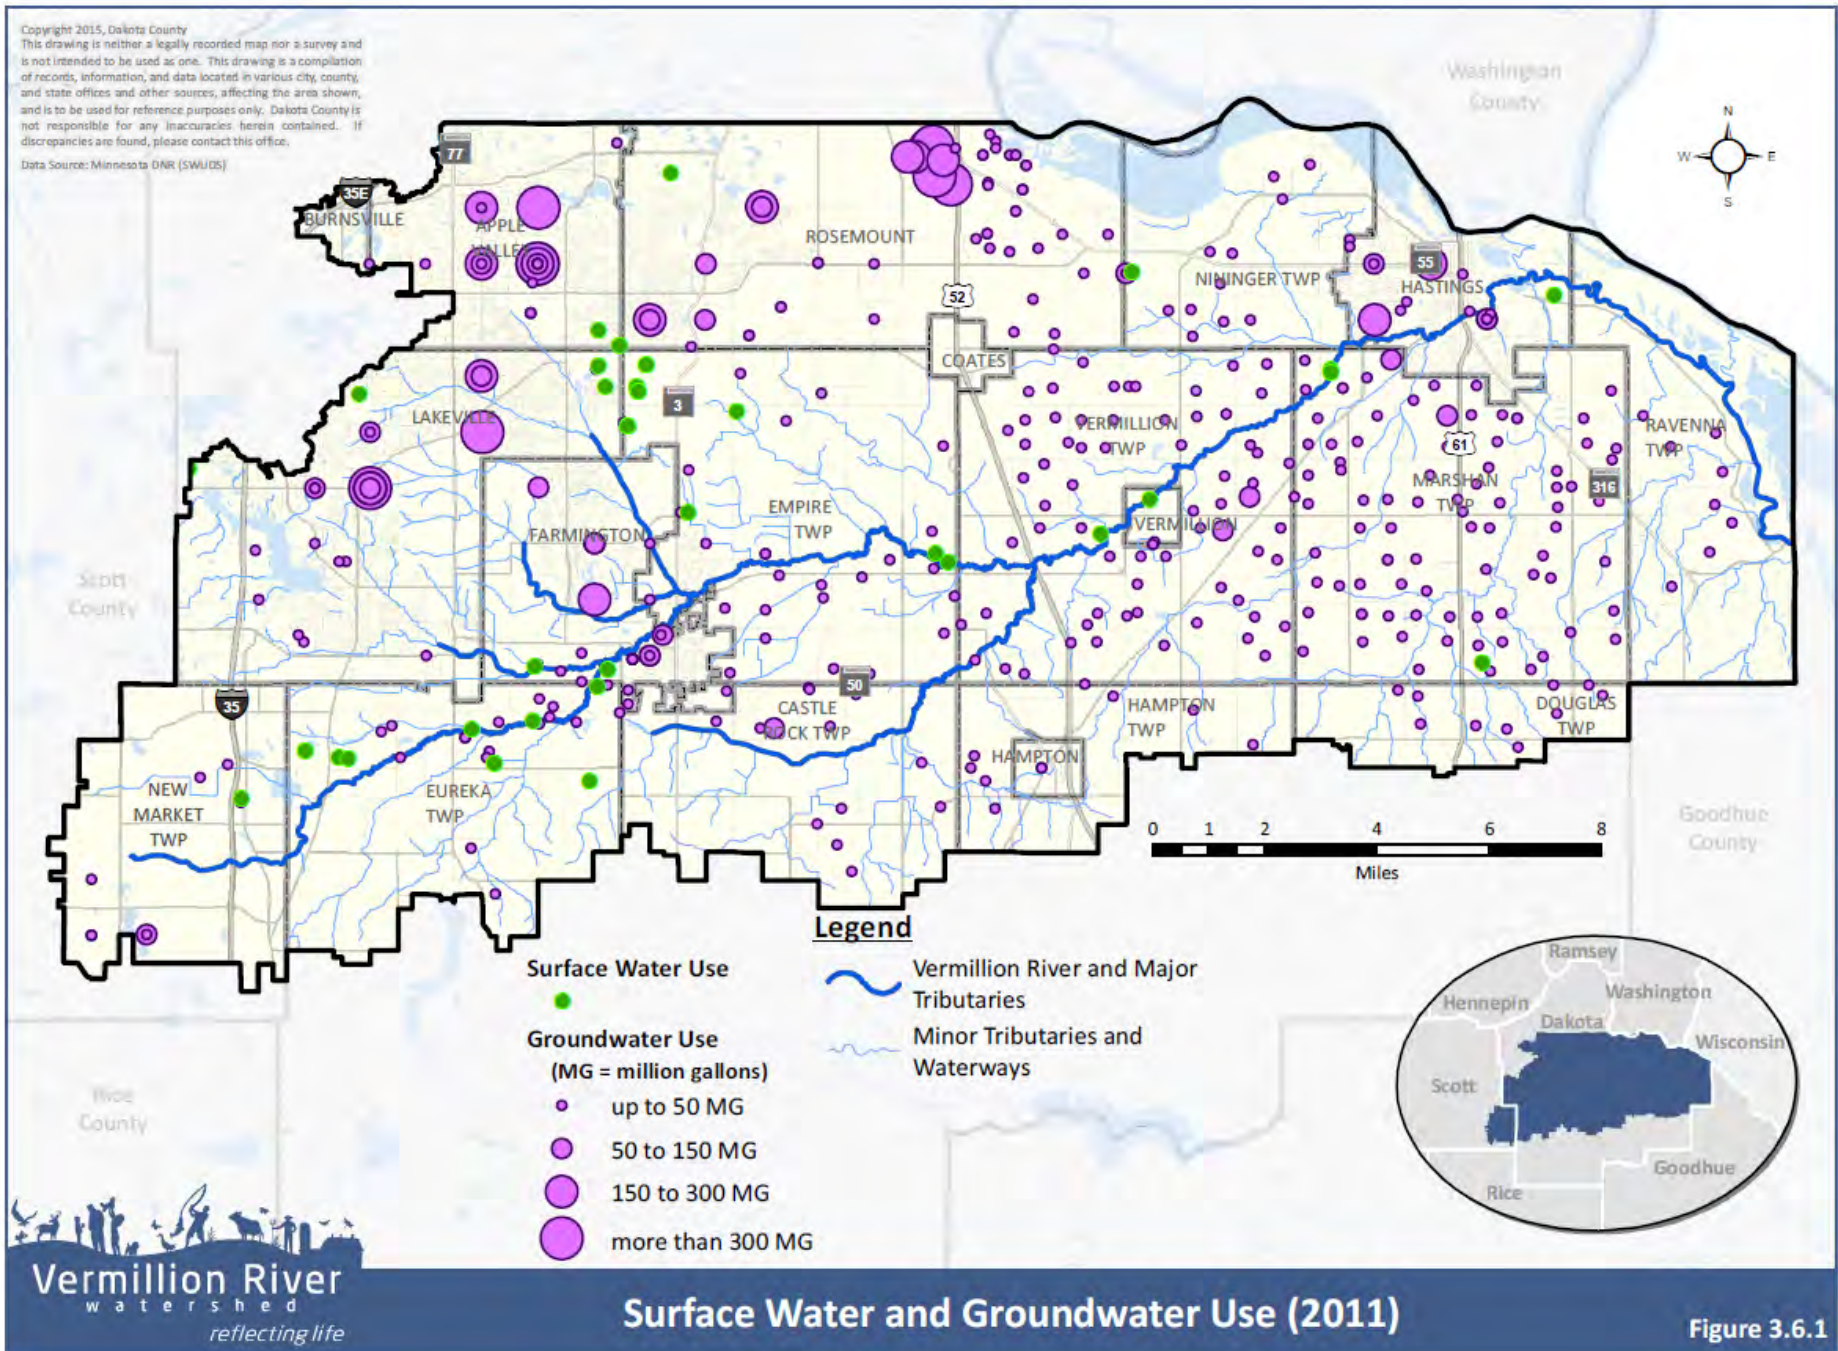 Copyright 2015, Dakota County
This drawing is neither a legally recorded map nor a survey and
is not intended to be used as one. This drawing is a compilation
of records, information, and data located in various city, county,
and state offices and other sources, affecting the area shown,
and is to be used for reference purposes only. Dakota County is
not responsible for any inaccuracies herein contained. If
discrepancies are found, please contact this office.
Data Source: Minnesota DNR (SWUDS)
Washington
County
N
W E
S
77
35E
BURNSVILLE
APPLE
VALLEY
ROSEMOUNT
52
NININGER TWP
55
HASTINGS
COATES
LAKEVILLE
3
VERMILLION
TWP
61
RAVENNA
TWP
MARSHAN
TWP
316
EMPIRE
TWP
FARMINGTON
VERMILLION
Scott
County
35
50
CASTLE
ROCK TWP
HAMPTON
TWP
DOUGLAS
TWP
HAMPTON
NEW
MARKET
TWP
EUREKA
TWP
Goodhue
County
0 1 2 4 6 8
Miles
Rice
County
Legend
Surface Water Use
Groundwater Use
(MG = million gallons)
up to 50 MG
50 to 150 MG
150 to 300 MG
more than 300 MG
Vermillion River and Major
Tributaries
Minor Tributaries and
Waterways
Ramsey
Hennepin
Washington
Dakota
Wisconsin
Scott
Goodhue
Rice
Vermillion River
watershed
reflecting life
Surface Water and Groundwater Use (2011)
Figure 3.6.1